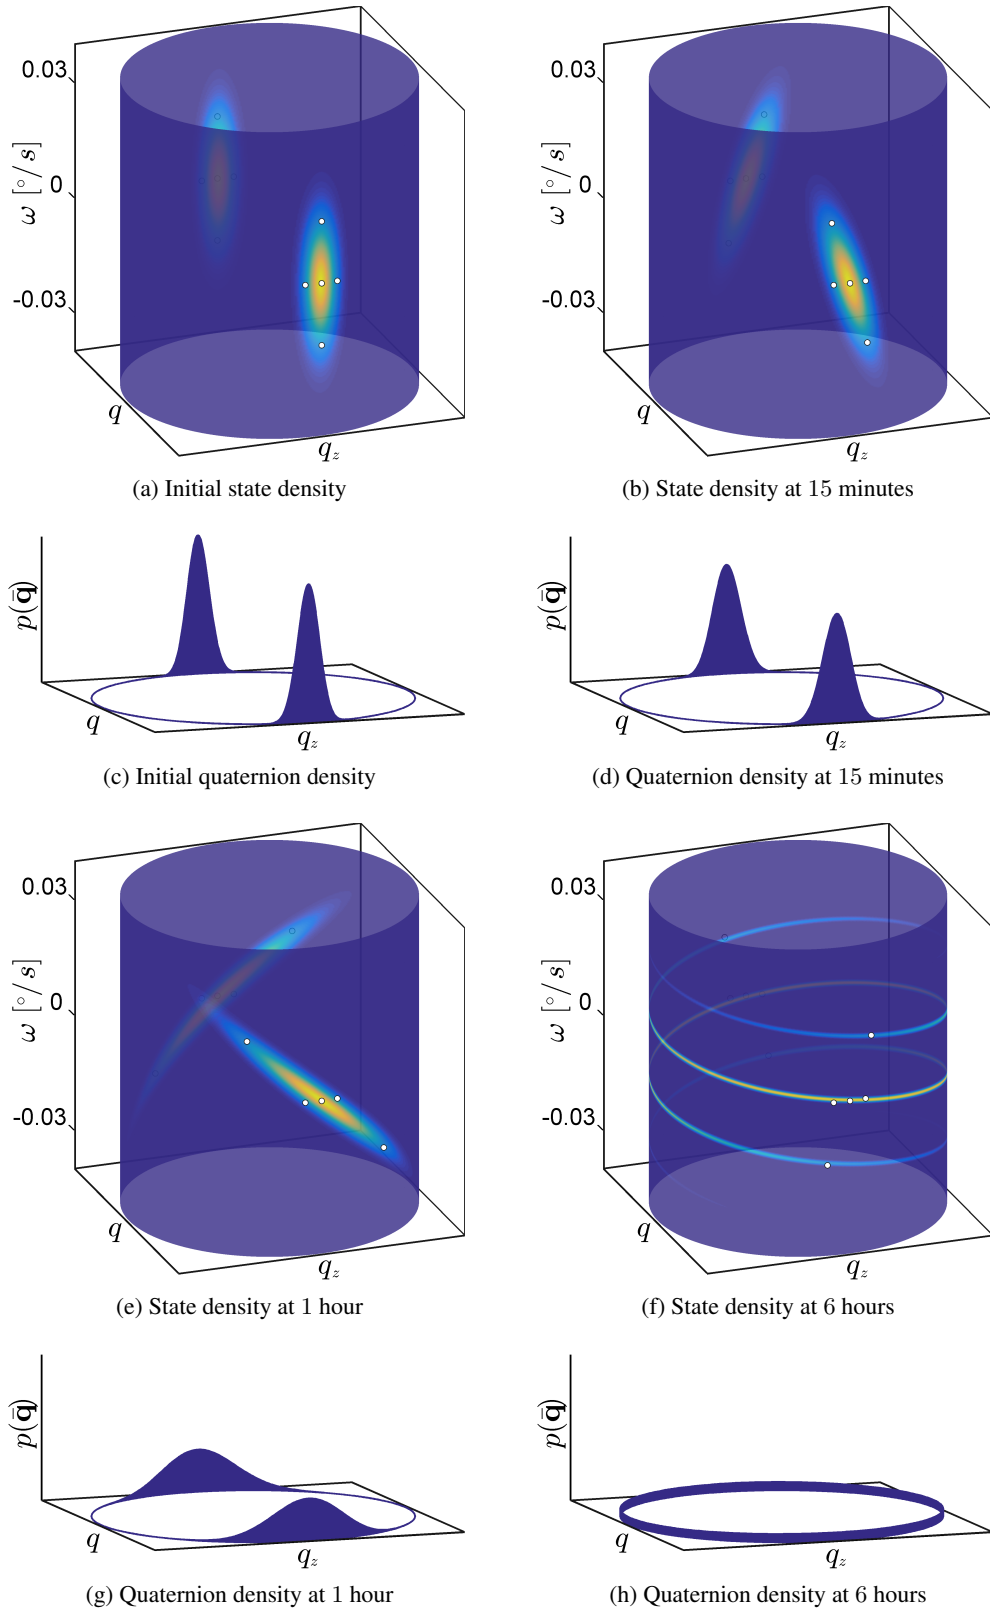 0.03
0
-0.03
ω [°/s]
q
q_z
(a) Initial state density
0.03
0
-0.03
ω [°/s]
q
q_z
(b) State density at 15 minutes
p(q̄)
q
q_z
(c) Initial quaternion density
p(q̄)
q
q_z
(d) Quaternion density at 15 minutes
0.03
0
-0.03
ω [°/s]
q
q_z
(e) State density at 1 hour
0.03
0
-0.03
ω [°/s]
q
q_z
(f) State density at 6 hours
p(q̄)
q
q_z
(g) Quaternion density at 1 hour
p(q̄)
q
q_z
(h) Quaternion density at 6 hours